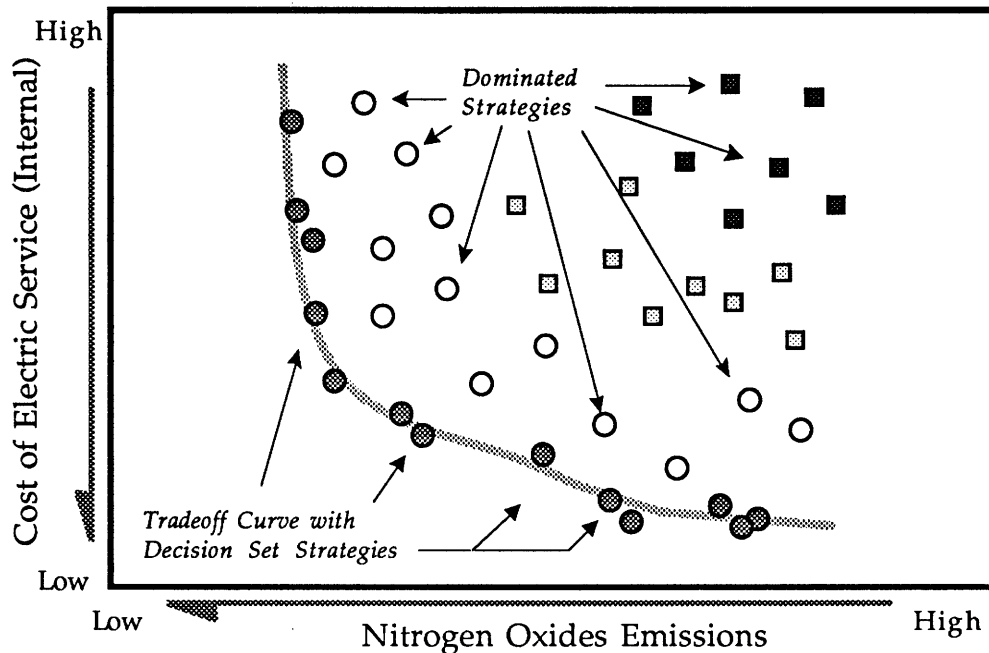 High
Dominated
Strategies
Cost of Electric Service (Internal)
Tradeoff Curve with
Decision Set Strategies
Low
Low
High
Nitrogen Oxides Emissions